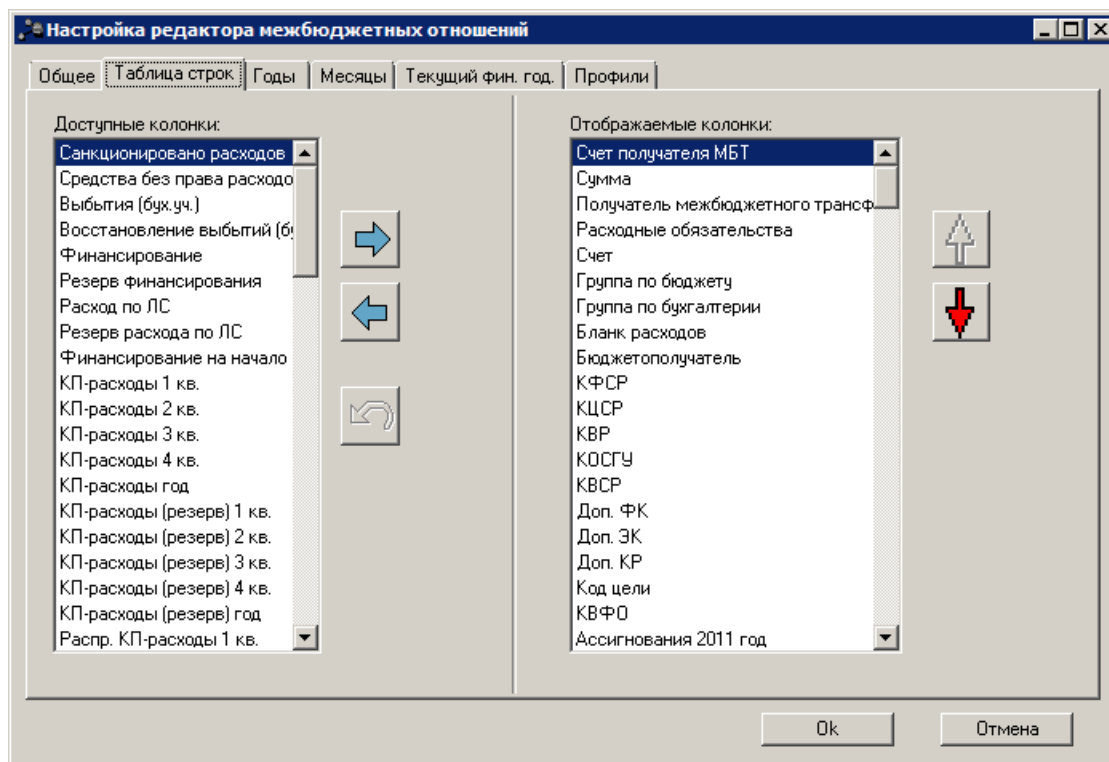 Настройка редактора межбюджетных отношений
Общее Таблица строк Годы Месяцы Текущий фин. год. Профили
Доступные колонки:
Санкционировано расходов
Средства без права расходо
Выбытия (бух.уч.)
Восстановление выбытий (бу
Финансирование
Резерв финансирования
Расход по ЛС
Резерв расхода по ЛС
Финансирование на начало
КП-расходы 1 кв.
КП-расходы 2 кв.
КП-расходы 3 кв.
КП-расходы 4 кв.
КП-расходы год
КП-расходы (резерв) 1 кв.
КП-расходы (резерв) 2 кв.
КП-расходы (резерв) 3 кв.
КП-расходы (резерв) 4 кв.
КП-расходы (резерв) год
Распр. КП-расходы 1 кв.
Отображаемые колонки:
Счет получателя МБТ
Сумма
Получатель межбюджетного трансф
Расходные обязательства
Счет
Группа по бюджету
Группа по бухгалтерии
Бланк расходов
Бюджетополучатель
КФСР
КЦСР
КВР
КОСГУ
КВСР
Доп. ФК
Доп. ЭК
Доп. КР
Код цели
КВФО
Ассигнования 2011 год
Ok Отмена